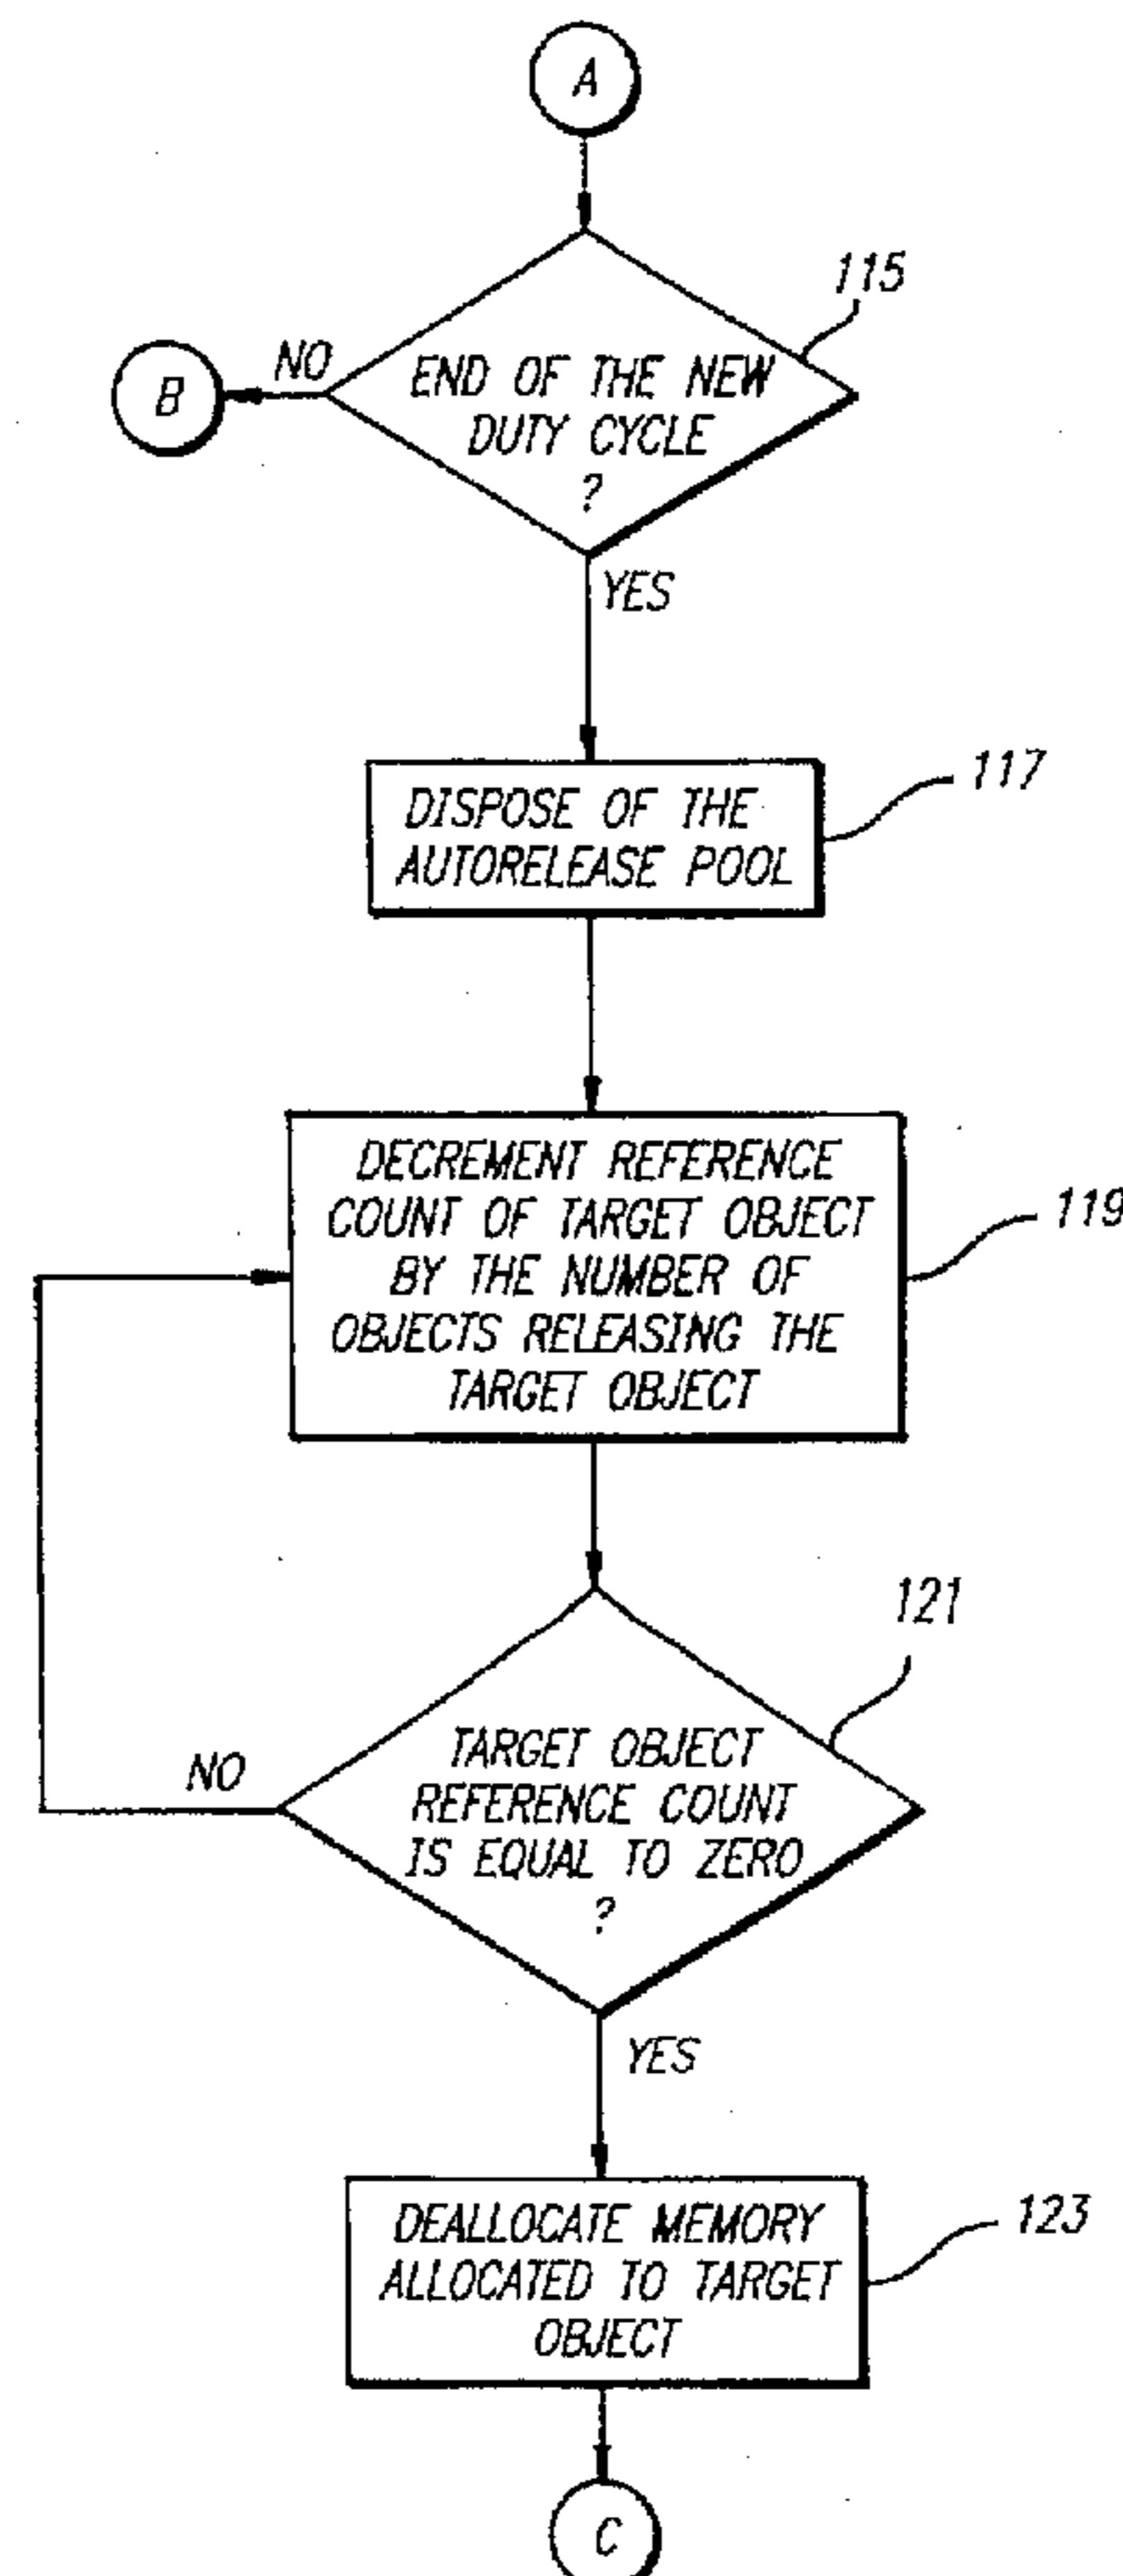 A
115
END OF THE NEW
DUTY CYCLE
?
NO
B
YES
117
DISPOSE OF THE
AUTORELEASE POOL
DECREMENT REFERENCE
COUNT OF TARGET OBJECT
BY THE NUMBER OF
OBJECTS RELEASING THE
TARGET OBJECT
119
121
TARGET OBJECT
REFERENCE COUNT
IS EQUAL TO ZERO
?
NO
YES
DEALLOCATE MEMORY
ALLOCATED TO TARGET
OBJECT
123
C